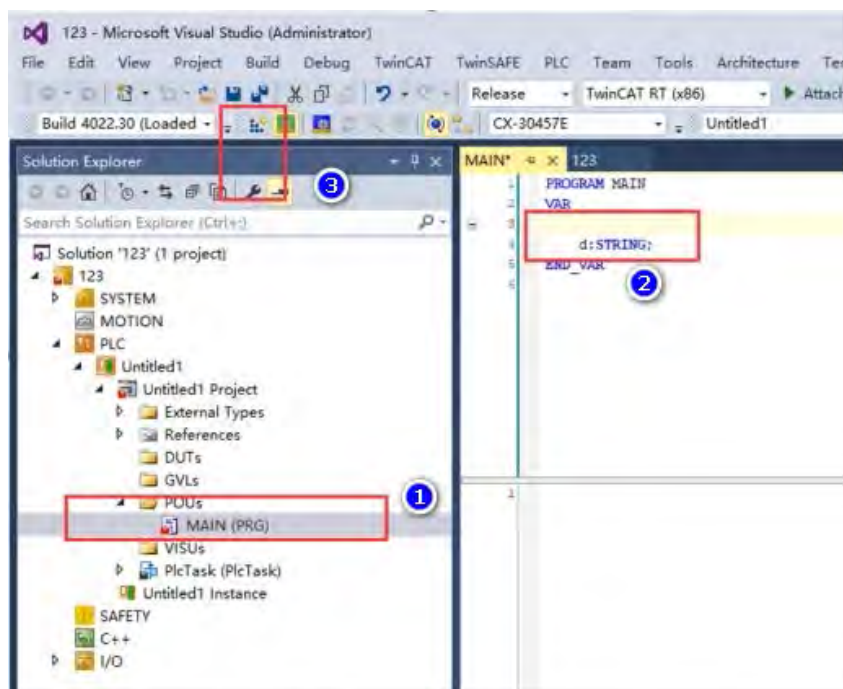 123 - Microsoft Visual Studio (Administrator)
File Edit View Project Build Debug TwinCAT TwinSAFE PLC Team Tools Architecture
Release TwinCAT RT (x86) Attach
Build 4022.30 (Loaded CX-30457E Untitled1
Solution Explorer
MAIN* 123
3
1 PROGRAM MAIN
2 VAR
3
4 d:STRING;
5 END_VAR
6
2
Search Solution Explorer (Ctrl+;)
Solution '123' (1 project)
123
SYSTEM
MOTION
PLC
Untitled1
Untitled1 Project
External Types
References
DUTs
GVLs
POUs
1
MAIN (PRG)
VISUs
PlcTask (PlcTask)
Untitled1 Instance
SAFETY
C++
I/O
1